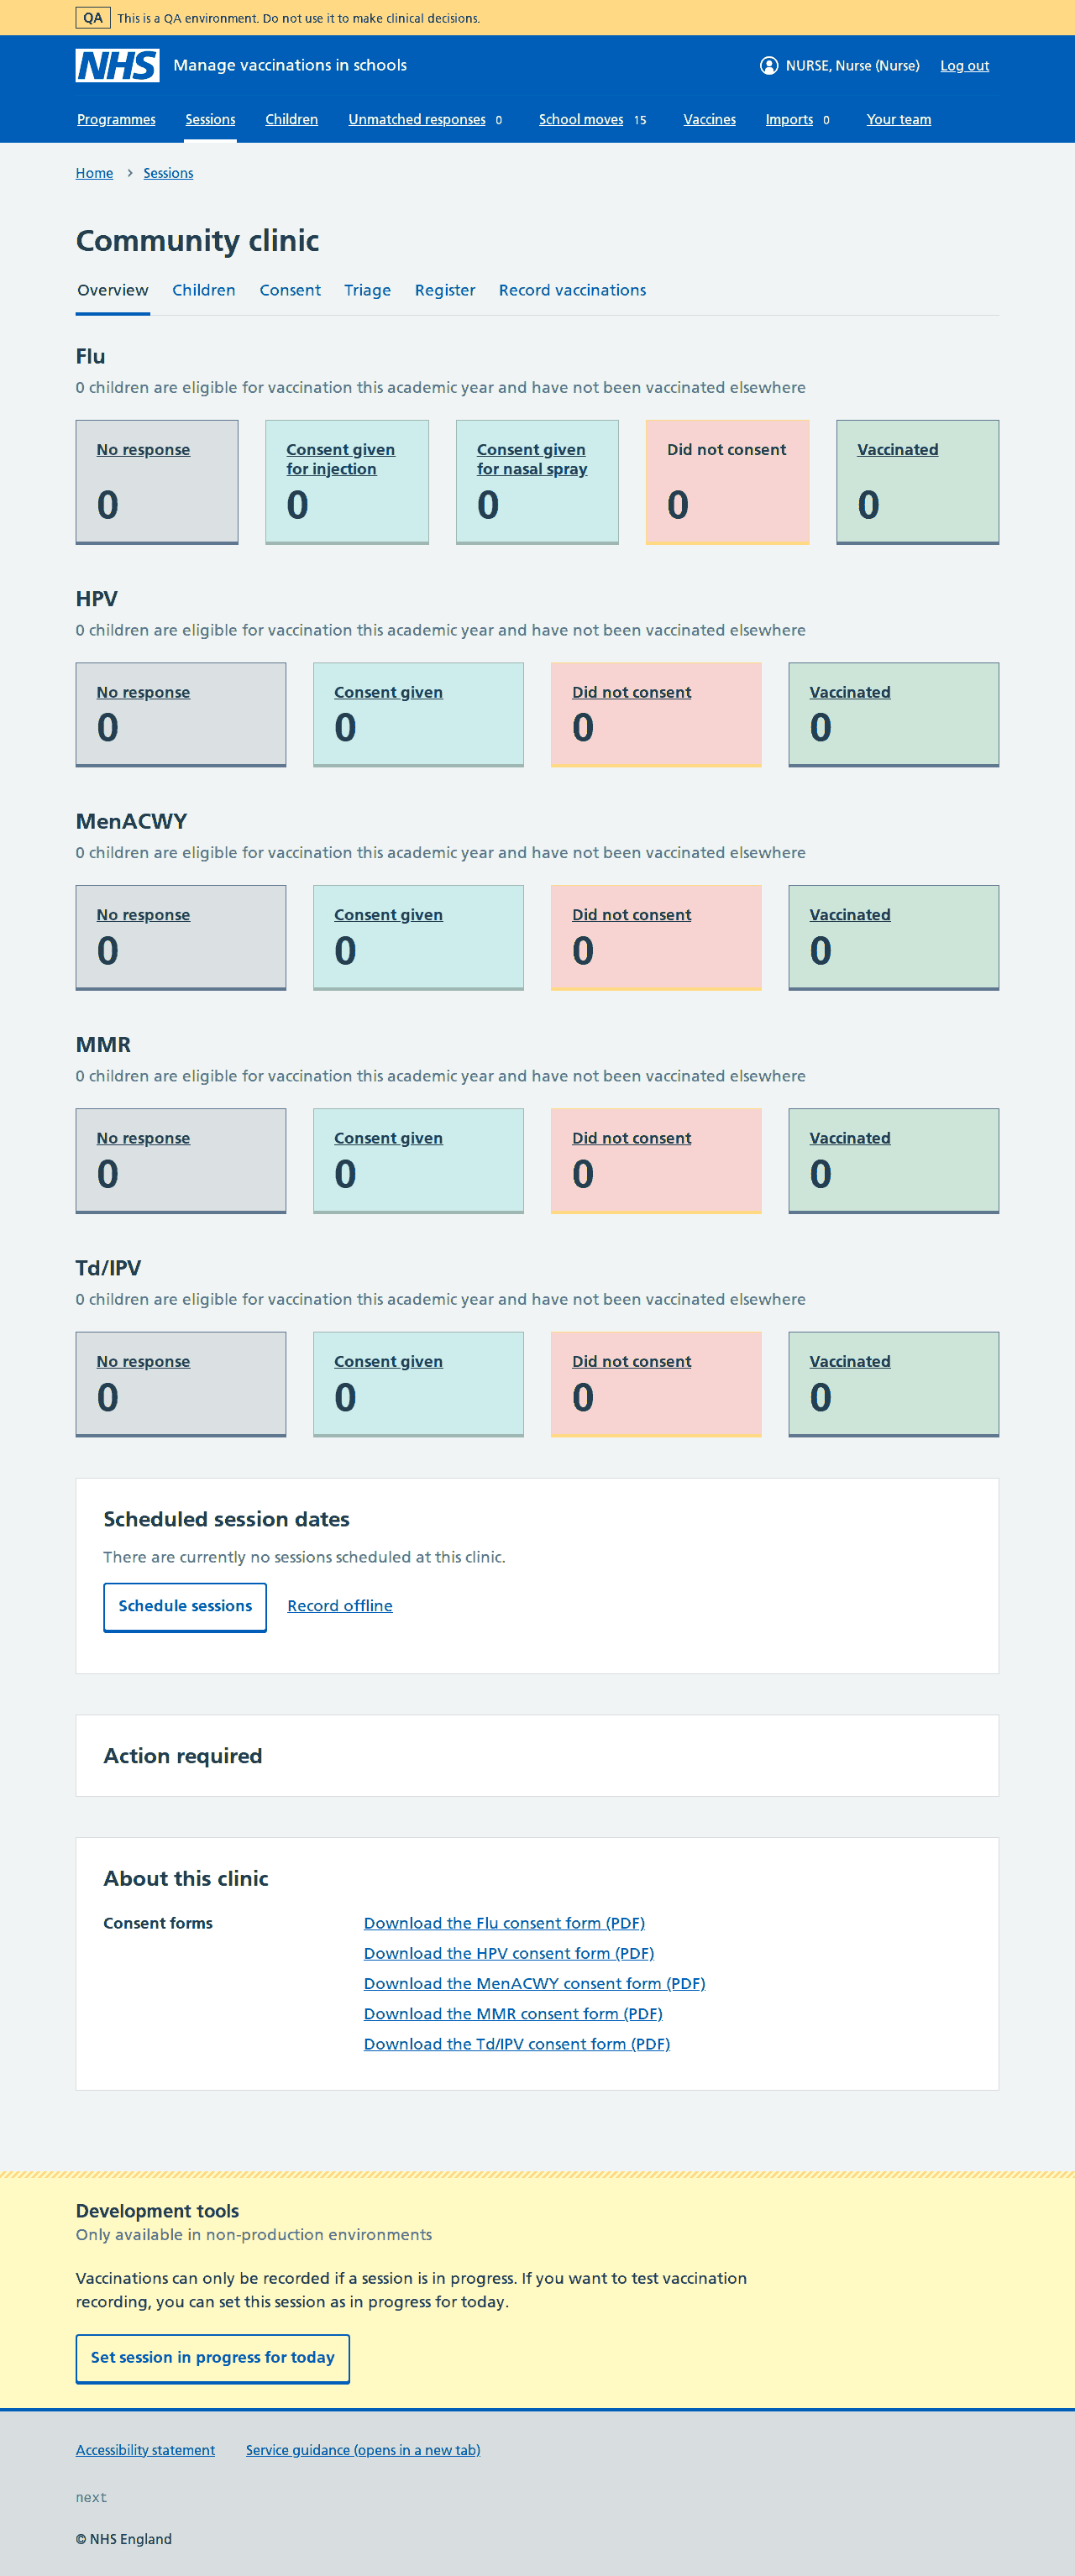 QA This is a QA environment. Do not use it to make clinical decisions.
NHS Manage vaccinations in schools NURSE, Nurse (Nurse) Log out
Programmes Sessions Children Unmatched responses 0 School moves 15 Vaccines Imports 0 Your team
Home › Sessions
Community clinic
Overview Children Consent Triage Register Record vaccinations
Flu
0 children are eligible for vaccination this academic year and have not been vaccinated elsewhere
No response Consent given Consent given Did not consent Vaccinated
for injection for nasal spray
0 0 0 0 0
HPV
0 children are eligible for vaccination this academic year and have not been vaccinated elsewhere
No response Consent given Did not consent Vaccinated
0 0 0 0
MenACWY
0 children are eligible for vaccination this academic year and have not been vaccinated elsewhere
No response Consent given Did not consent Vaccinated
0 0 0 0
MMR
0 children are eligible for vaccination this academic year and have not been vaccinated elsewhere
No response Consent given Did not consent Vaccinated
0 0 0 0
Td/IPV
0 children are eligible for vaccination this academic year and have not been vaccinated elsewhere
No response Consent given Did not consent Vaccinated
0 0 0 0
Scheduled session dates
There are currently no sessions scheduled at this clinic.
Schedule sessions Record offline
Action required
About this clinic
Consent forms Download the Flu consent form (PDF)
Download the HPV consent form (PDF)
Download the MenACWY consent form (PDF)
Download the MMR consent form (PDF)
Download the Td/IPV consent form (PDF)
Development tools
Only available in non-production environments
Vaccinations can only be recorded if a session is in progress. If you want to test vaccination
recording, you can set this session as in progress for today.
Set session in progress for today
Accessibility statement Service guidance (opens in a new tab)
next
© NHS England